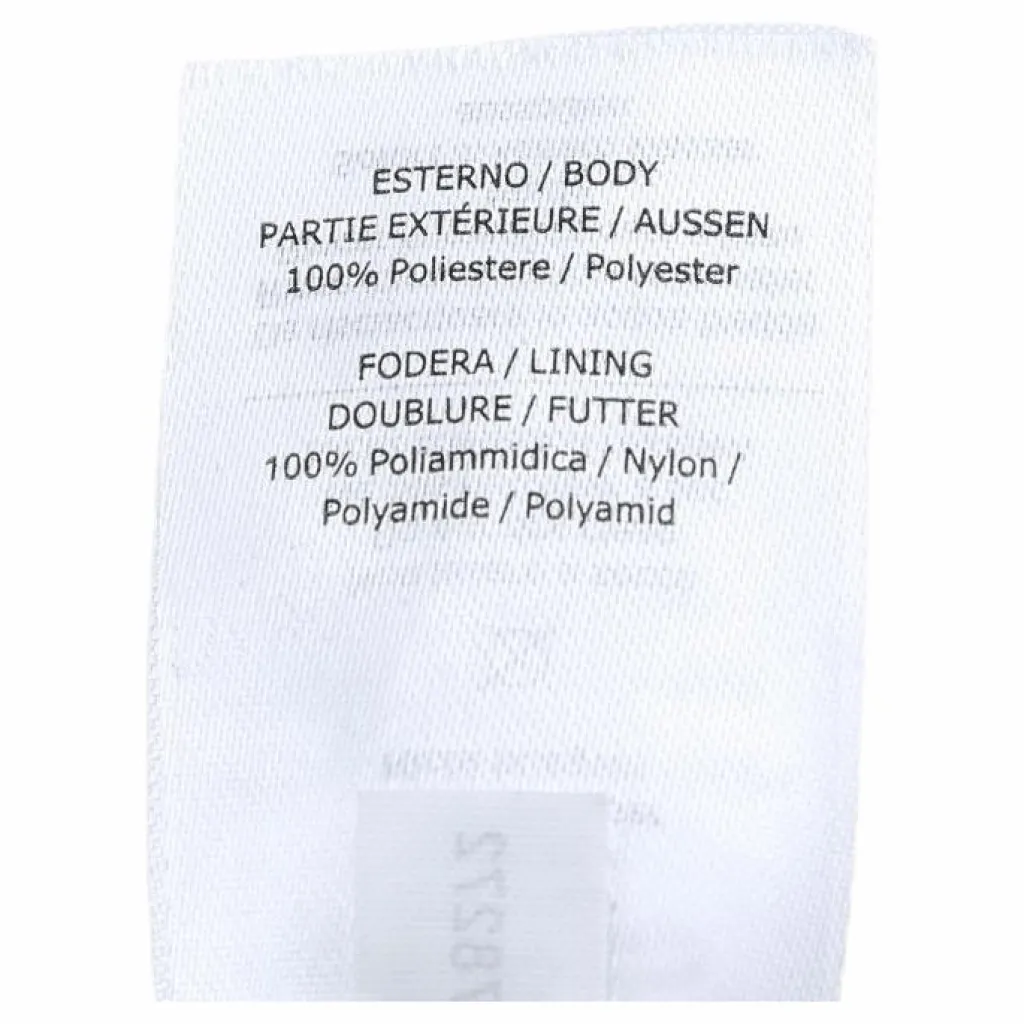 ESTERNO / BODY
PARTIE EXTÉRIEURE / AUSSEN
100% Poliestere / Polyester
FODERA / LINING
DOUBLURE / FUTTER
100% Poliammidica / Nylon /
Polyamide / Polyamid